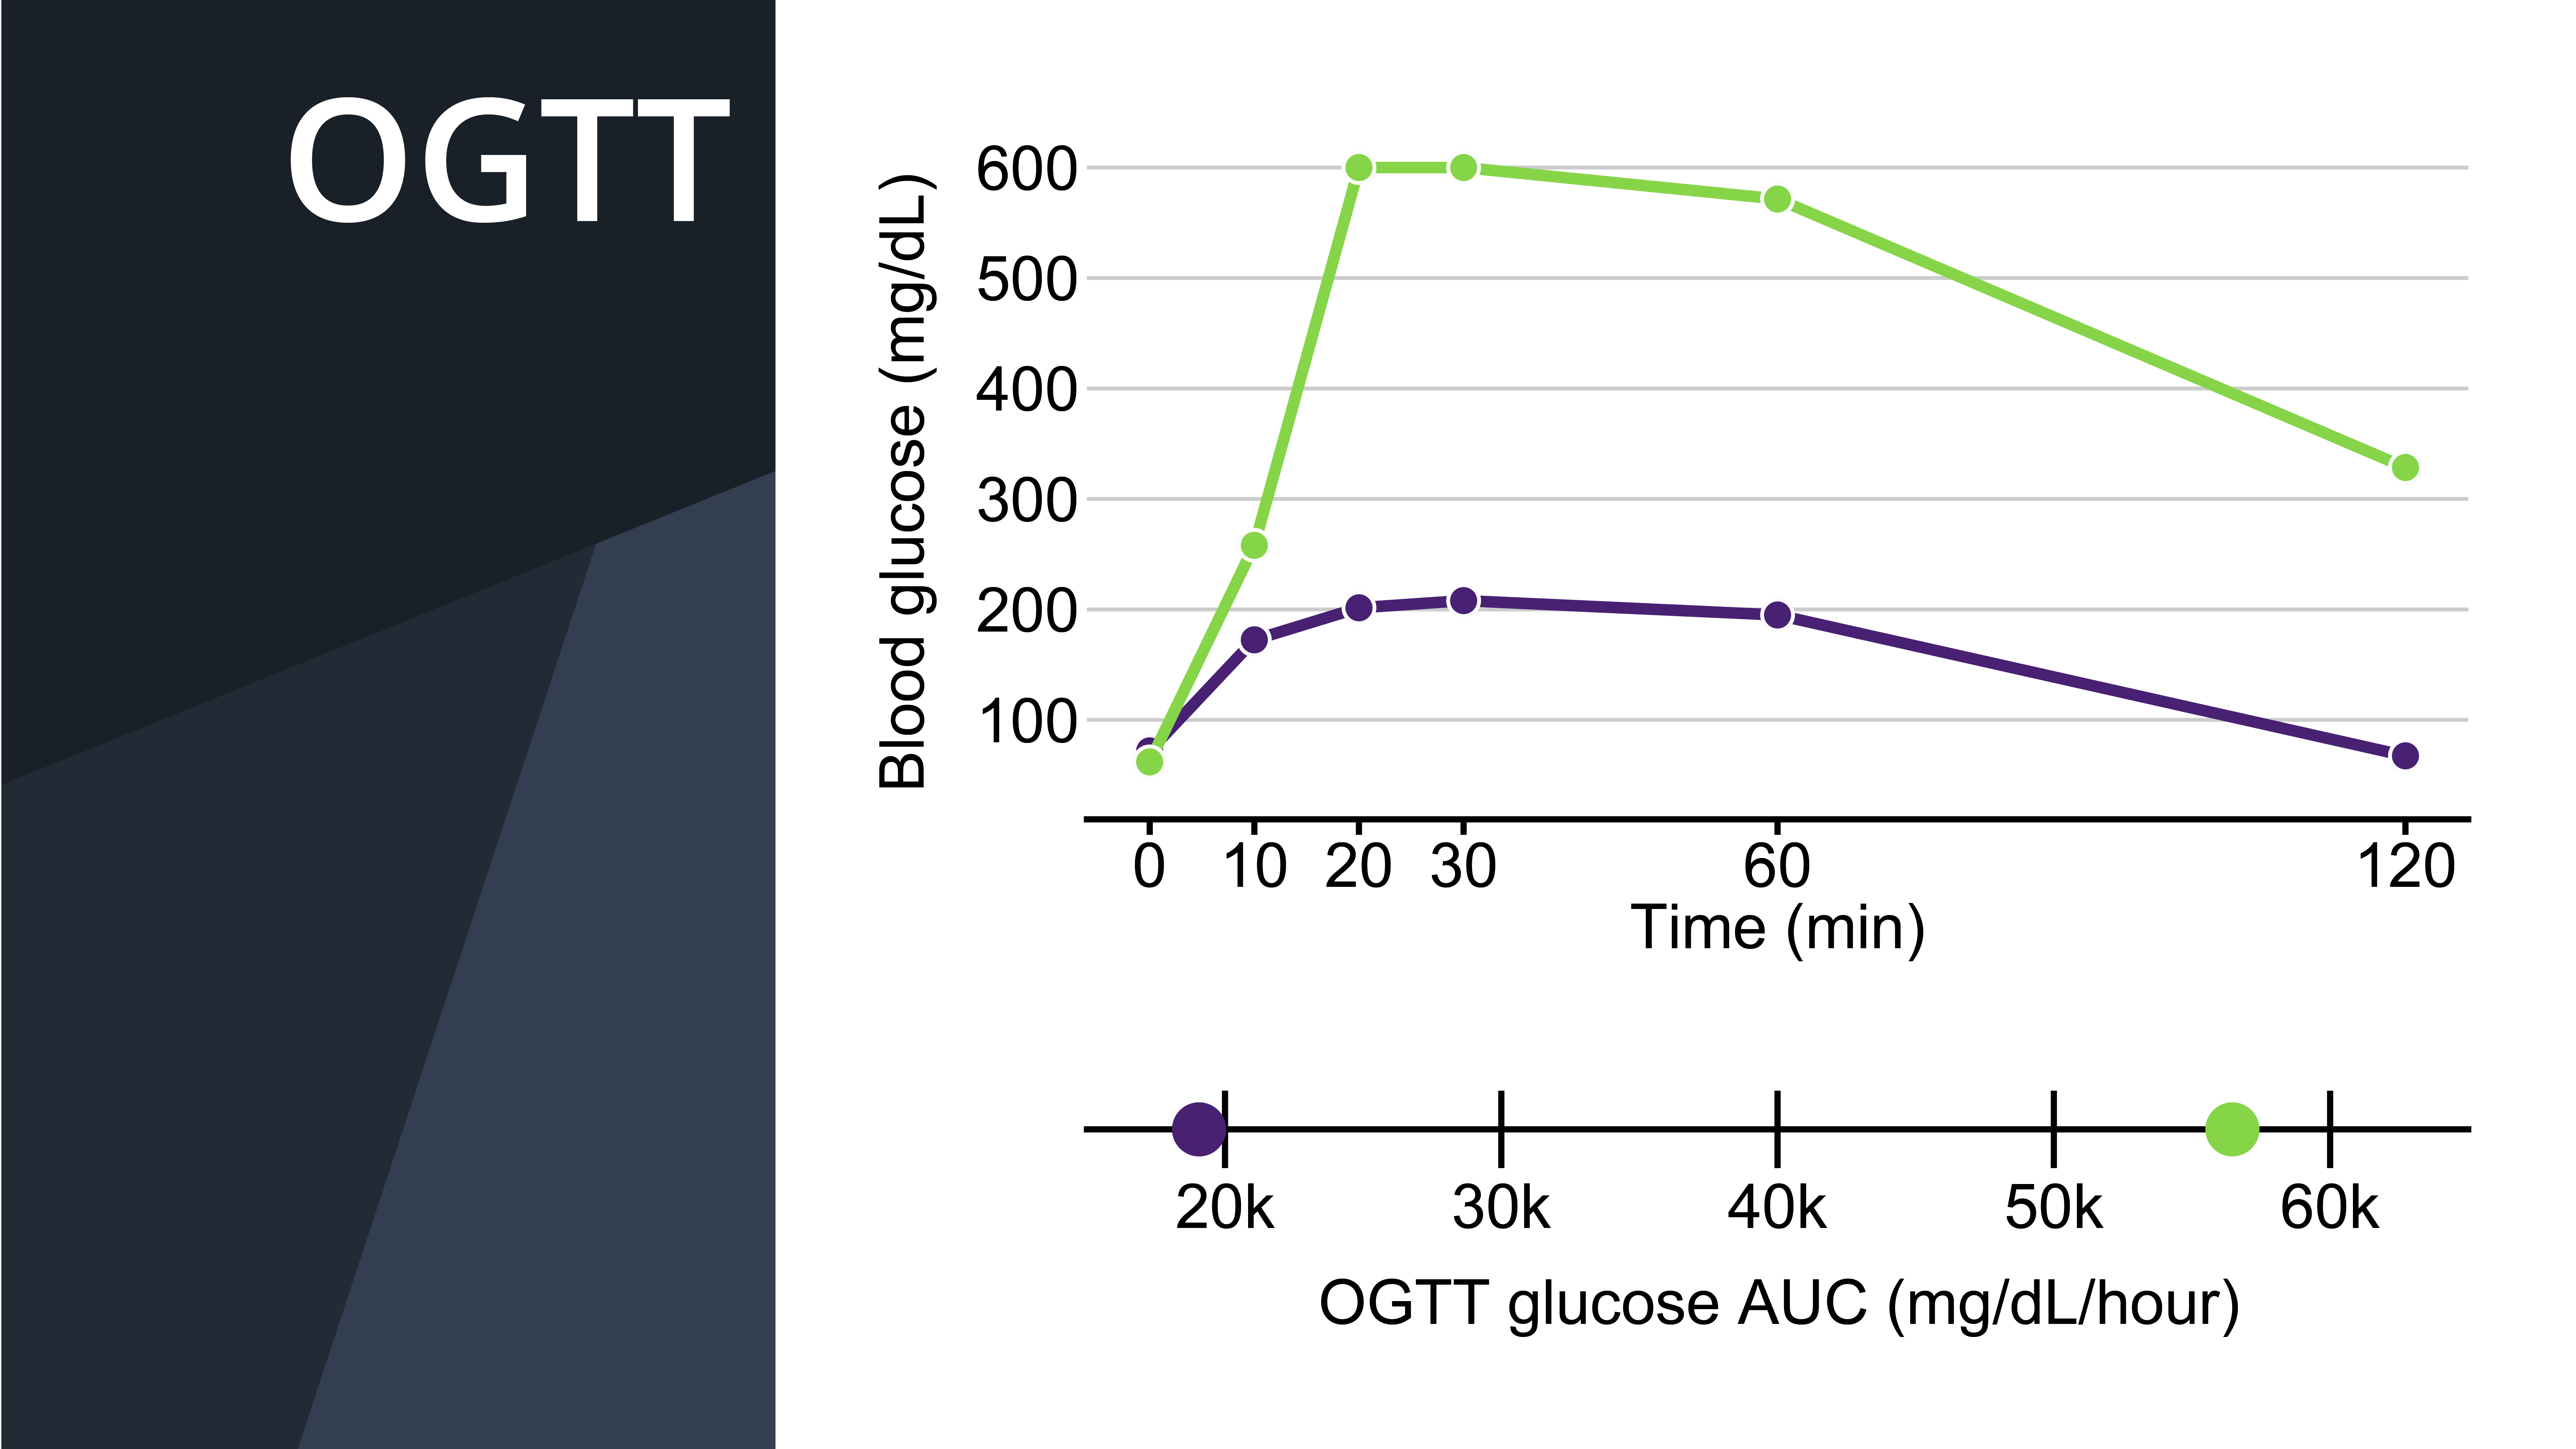 OGTT
Blood glucose (mg/dL)
600
500
400
300
200
100
0 10 20 30 60 120
Time (min)
20k 30k 40k 50k 60k
OGTT glucose AUC (mg/dL/hour)